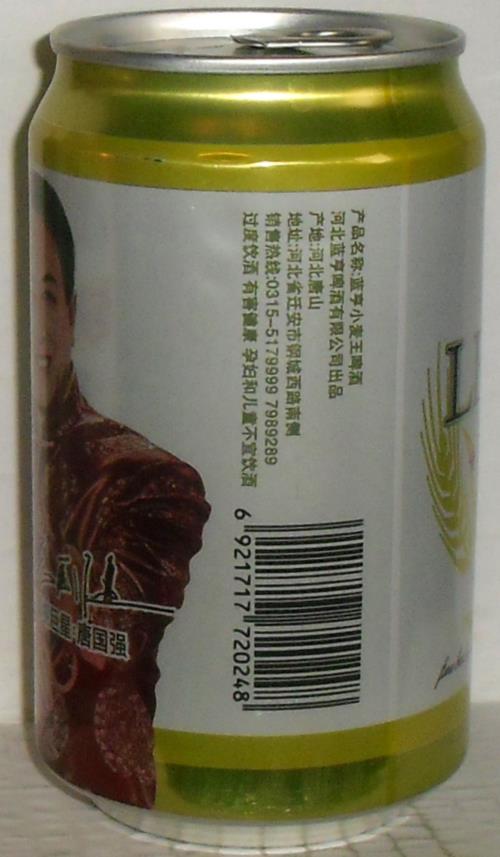 产品名称:蓝亨小麦王啤酒
河北蓝亨啤酒有限公司出品
产地:河北唐山
地址:河北省迁安市钢城西路南侧
销售热线:0315-5179999 7989289
过度饮酒 有害健康 孕妇和儿童不宜饮酒
6 921717 720248
巨星:唐国强
L